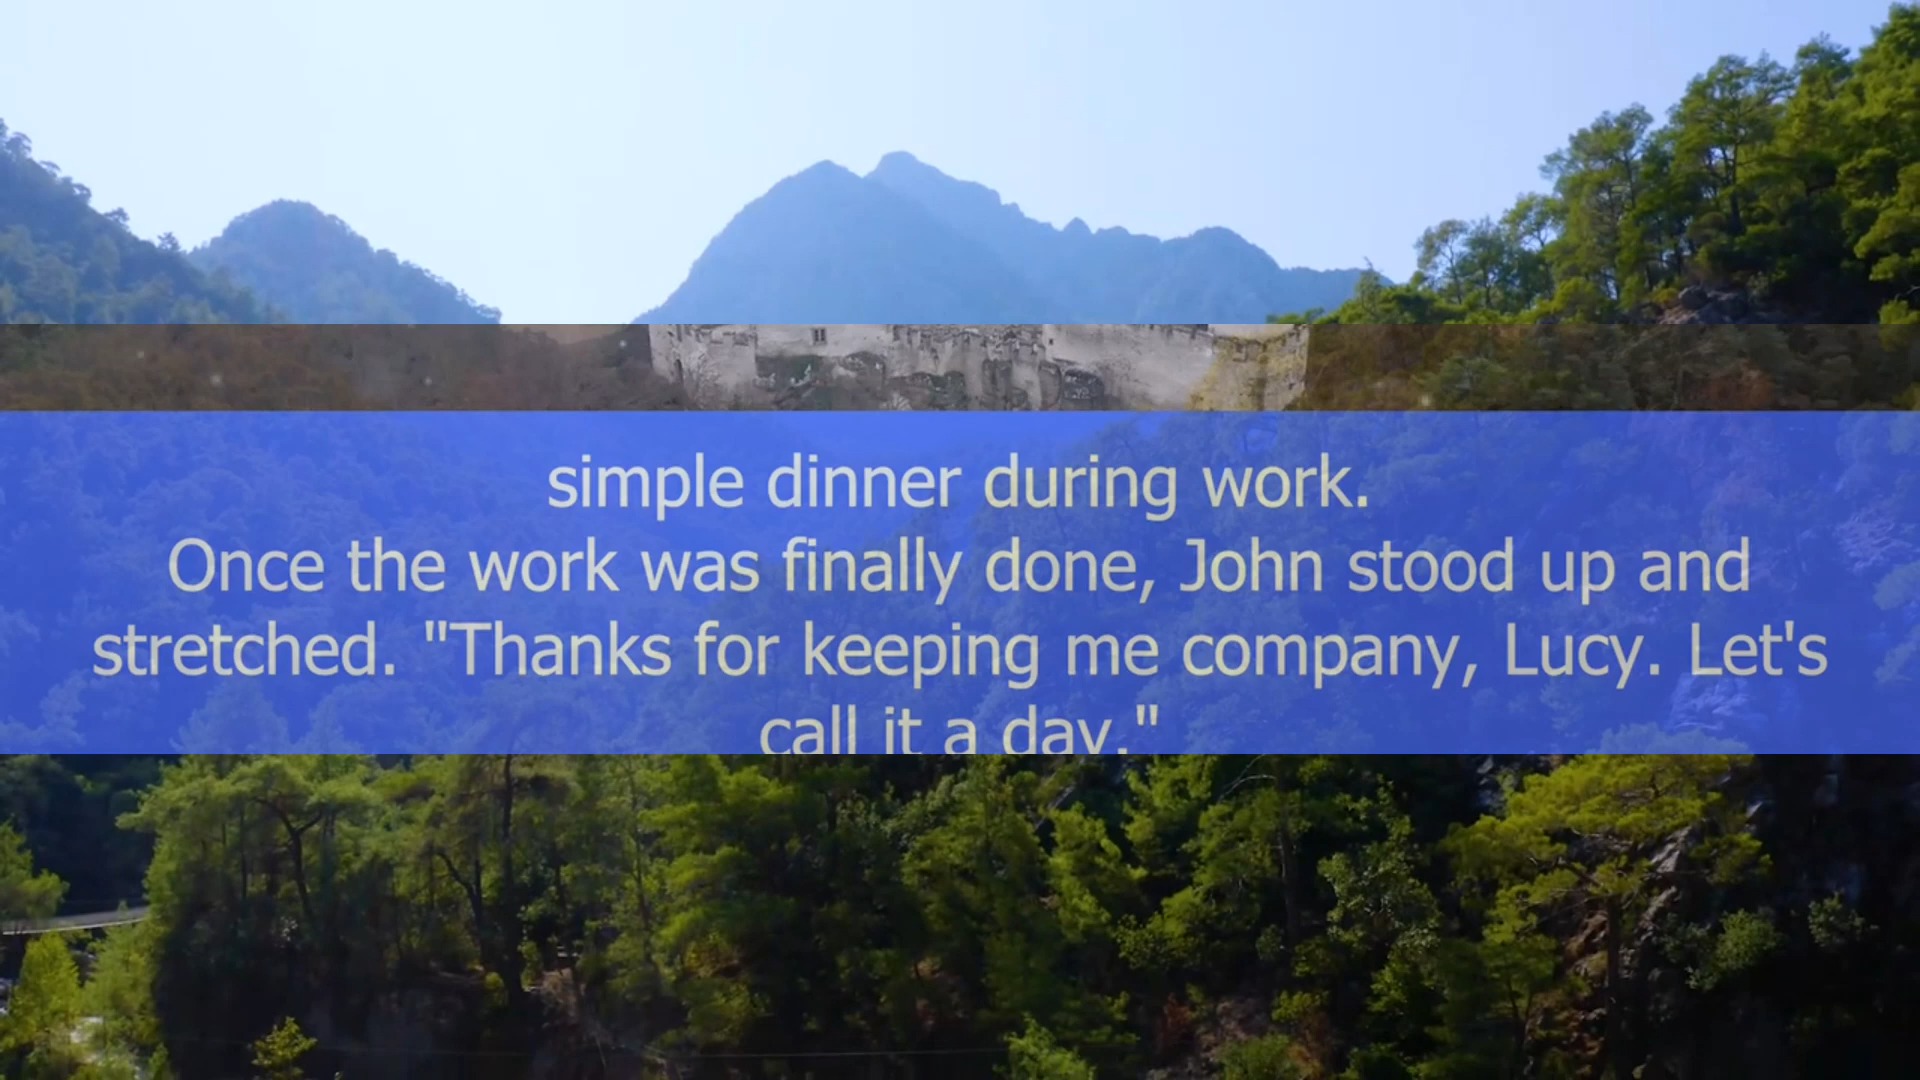 simple dinner during work.
Once the work was finally done, John stood up and
stretched. "Thanks for keeping me company, Lucy. Let's
call it a day."